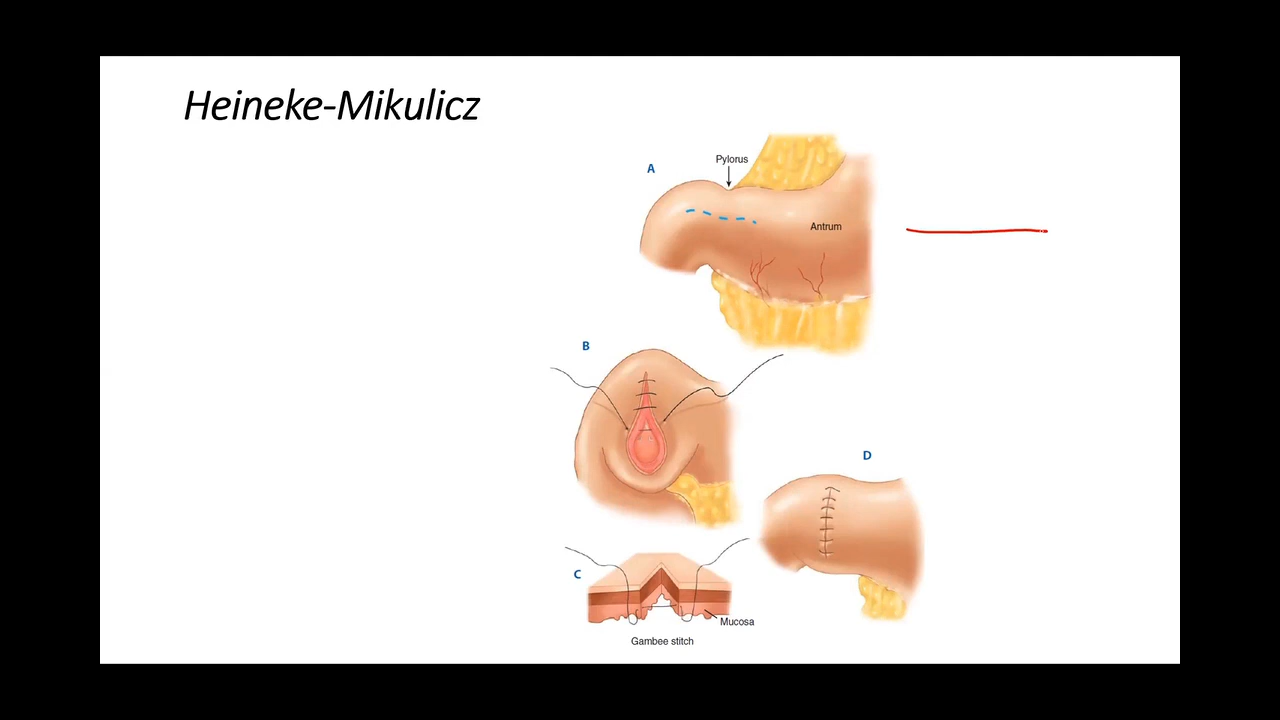 Heineke-Mikulicz
A
Pylorus
Antrum
B
D
C
Mucosa
Gambee stitch